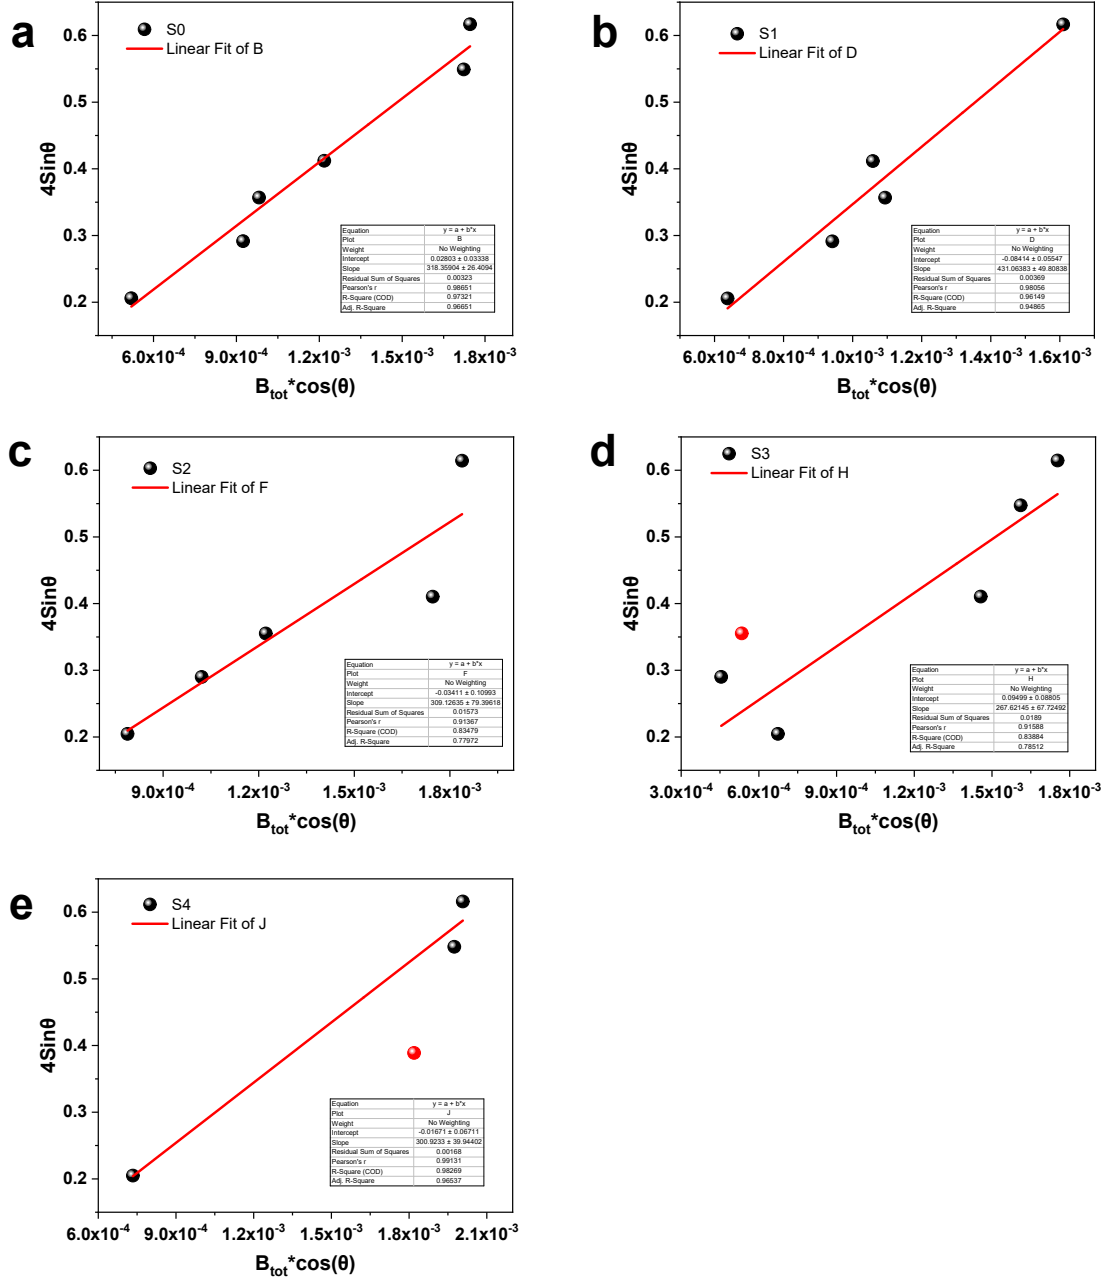 a
S0
Linear Fit of B
0.6
0.5
0.4
0.3
0.2
4Sinθ
Equation y = a + b*x
Plot B
Weight No Weighting
Intercept 0.02803 ± 0.03338
Slope 318.35904 ± 26.4094
Residual Sum of Squares 0.00323
Pearson's r 0.98651
R-Square (COD) 0.97321
Adj. R-Square 0.96651
6.0x10⁻⁴ 9.0x10⁻⁴ 1.2x10⁻³ 1.5x10⁻³ 1.8x10⁻³
Btot*cos(θ)
b
S1
Linear Fit of D
0.6
0.5
0.4
0.3
0.2
4Sinθ
Equation y = a + b*x
Plot D
Weight No Weighting
Intercept -0.08414 ± 0.05547
Slope 431.06383 ± 49.80838
Residual Sum of Squares 0.00369
Pearson's r 0.98056
R-Square (COD) 0.96149
Adj. R-Square 0.94865
6.0x10⁻⁴ 8.0x10⁻⁴ 1.0x10⁻³ 1.2x10⁻³ 1.4x10⁻³ 1.6x10⁻³
Btot*cos(θ)
c
S2
Linear Fit of F
0.6
0.5
0.4
0.3
0.2
4Sinθ
Equation y = a + b*x
Plot F
Weight No Weighting
Intercept -0.03411 ± 0.10993
Slope 309.12635 ± 79.39618
Residual Sum of Squares 0.01573
Pearson's r 0.91367
R-Square (COD) 0.83479
Adj. R-Square 0.77972
9.0x10⁻⁴ 1.2x10⁻³ 1.5x10⁻³ 1.8x10⁻³
Btot*cos(θ)
d
S3
Linear Fit of H
0.6
0.5
0.4
0.3
0.2
4Sinθ
Equation y = a + b*x
Plot H
Weight No Weighting
Intercept 0.09499 ± 0.08805
Slope 267.62145 ± 67.72492
Residual Sum of Squares 0.0189
Pearson's r 0.91588
R-Square (COD) 0.83884
Adj. R-Square 0.78512
3.0x10⁻⁴ 6.0x10⁻⁴ 9.0x10⁻⁴ 1.2x10⁻³ 1.5x10⁻³ 1.8x10⁻³
Btot*cos(θ)
e
S4
Linear Fit of J
0.6
0.5
0.4
0.3
0.2
4Sinθ
Equation y = a + b*x
Plot J
Weight No Weighting
Intercept -0.01671 ± 0.06711
Slope 300.9233 ± 39.94402
Residual Sum of Squares 0.00168
Pearson's r 0.99131
R-Square (COD) 0.98269
Adj. R-Square 0.96537
6.0x10⁻⁴ 9.0x10⁻⁴ 1.2x10⁻³ 1.5x10⁻³ 1.8x10⁻³ 2.1x10⁻³
Btot*cos(θ)